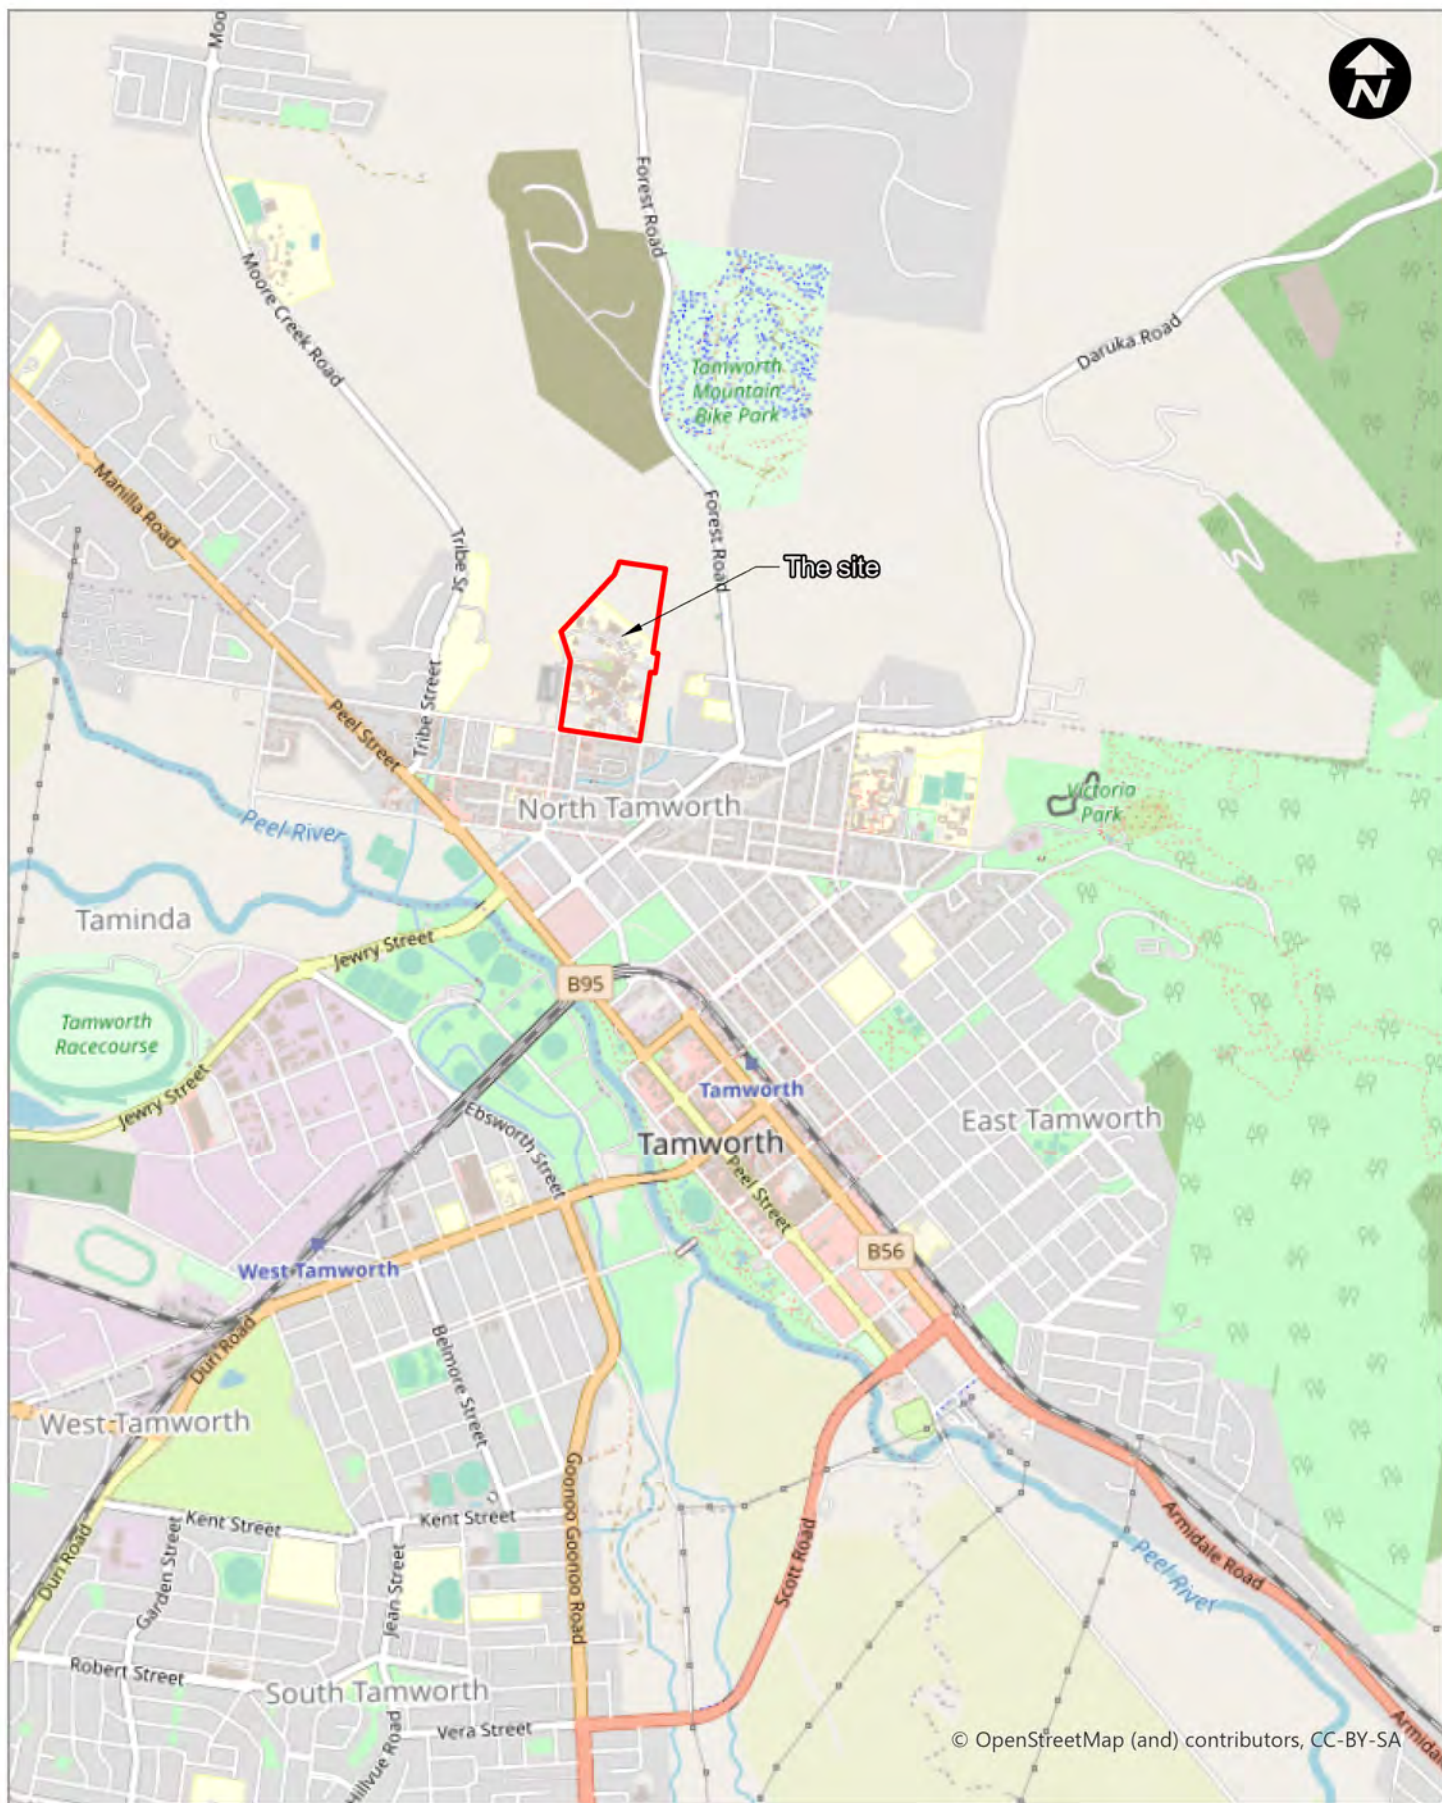 Moo
N
Forest Road
Moore Creek Road
Daruka Road
Tamworth
Mountain
Bike Park
Manilla Road
Forest Road
Tribe St
The site
Tribe Street
Peel Street
North Tamworth
Victoria
Park
Peel River
Taminda
Jewry Street
B95
Tamworth
Racecourse
Jewry Street
Tamworth
Ebsworth Street
East Tamworth
Tamworth
Peel Street
B56
West Tamworth
Duri Road
Belmore Street
West Tamworth
Goonoo Goonoo Road
Kent Street
Kent Street
Armidale Road
Scott Road
Peel River
Duri Road
Garden Street
Jean Street
Robert Street
South Tamworth
Vera Street
Hillvue Road
© OpenStreetMap (and) contributors, CC-BY-SA
Armida